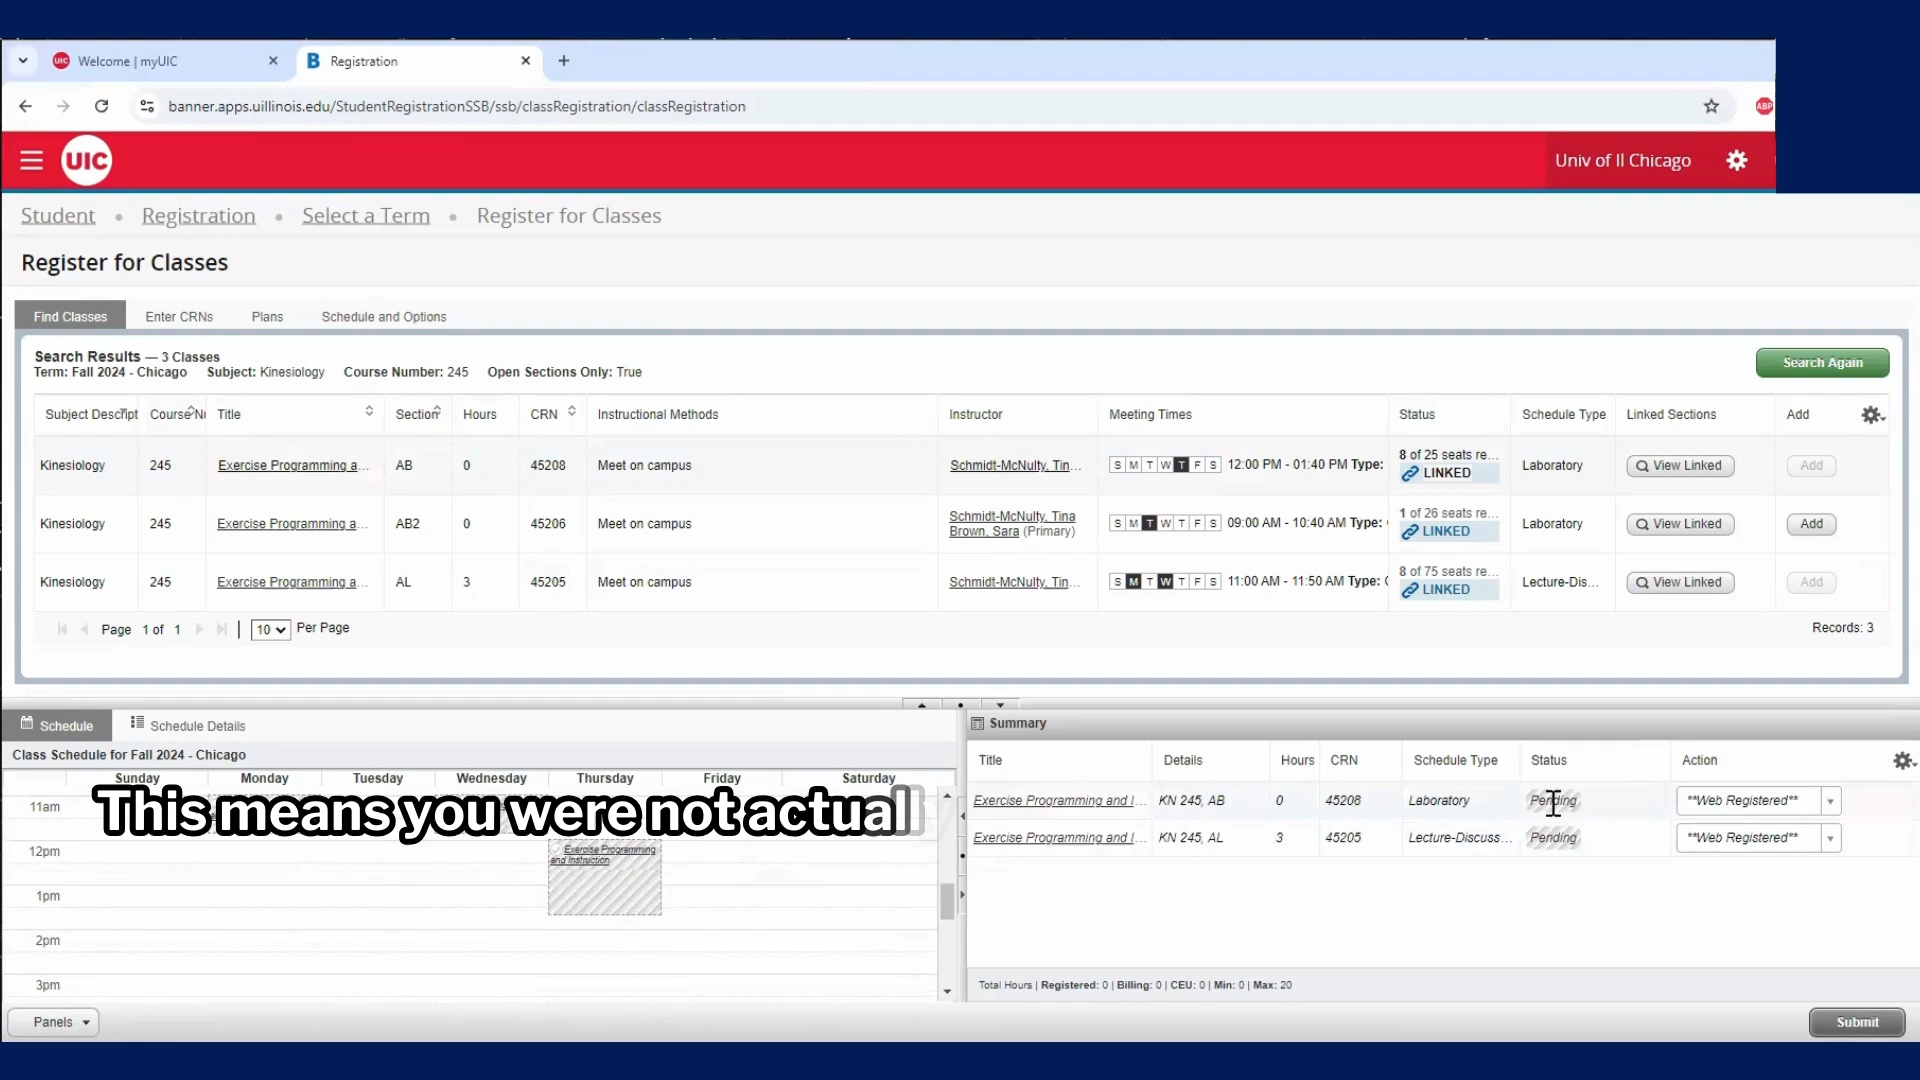 Welcome | myUIC
Registration
banner.apps.uillinois.edu/StudentRegistrationSSB/ssb/classRegistration/classRegistration
ABP
UIC
Univ of Il Chicago
Student • Registration • Select a Term • Register for Classes
Register for Classes
Find Classes Enter CRNs Plans Schedule and Options
Search Results — 3 Classes
Term: Fall 2024 - Chicago Subject: Kinesiology Course Number: 245 Open Sections Only: True
Search Again
Subject Descript Course Nu Title Section Hours CRN Instructional Methods Instructor Meeting Times Status Schedule Type Linked Sections Add
Kinesiology 245 Exercise Programming a... AB 0 45208 Meet on campus Schmidt-McNulty, Tin... S M T W T F S 12:00 PM - 01:40 PM Type: 8 of 25 seats re... LINKED Laboratory View Linked Add
Kinesiology 245 Exercise Programming a... AB2 0 45206 Meet on campus Schmidt-McNulty, Tina
Brown, Sara (Primary) S M T W T F S 09:00 AM - 10:40 AM Type: 1 of 26 seats re... LINKED Laboratory View Linked Add
Kinesiology 245 Exercise Programming a... AL 3 45205 Meet on campus Schmidt-McNulty, Tin... S M T W T F S 11:00 AM - 11:50 AM Type: 8 of 75 seats re... LINKED Lecture-Dis... View Linked Add
Page 1 of 1 | 10 Per Page Records: 3
Schedule Schedule Details
Class Schedule for Fall 2024 - Chicago
Sunday Monday Tuesday Wednesday Thursday Friday Saturday
11am
This means you were not actual
12pm
Exercise Programming
and Instruction
1pm
2pm
3pm
Summary
Title Details Hours CRN Schedule Type Status Action
Exercise Programming and I... KN 245, AB 0 45208 Laboratory Pending **Web Registered**
Exercise Programming and I... KN 245, AL 3 45205 Lecture-Discuss... Pending **Web Registered**
Total Hours | Registered: 0 | Billing: 0 | CEU: 0 | Min: 0 | Max: 20
Panels
Submit